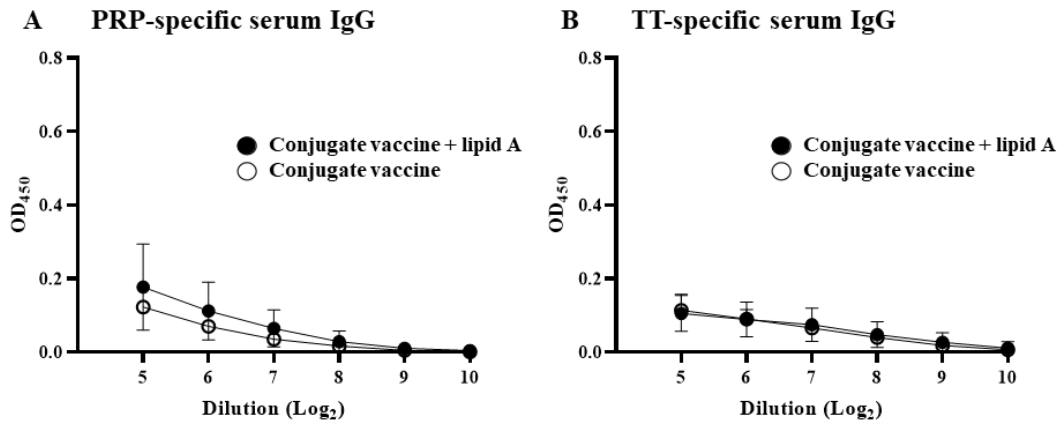 A PRP-specific serum IgG
0.8
0.6
0.4
0.2
0.0
OD450
Conjugate vaccine + lipid A
Conjugate vaccine
5 6 7 8 9 10
Dilution (Log2)
B TT-specific serum IgG
0.8
0.6
0.4
0.2
0.0
OD450
Conjugate vaccine + lipid A
Conjugate vaccine
5 6 7 8 9 10
Dilution (Log2)